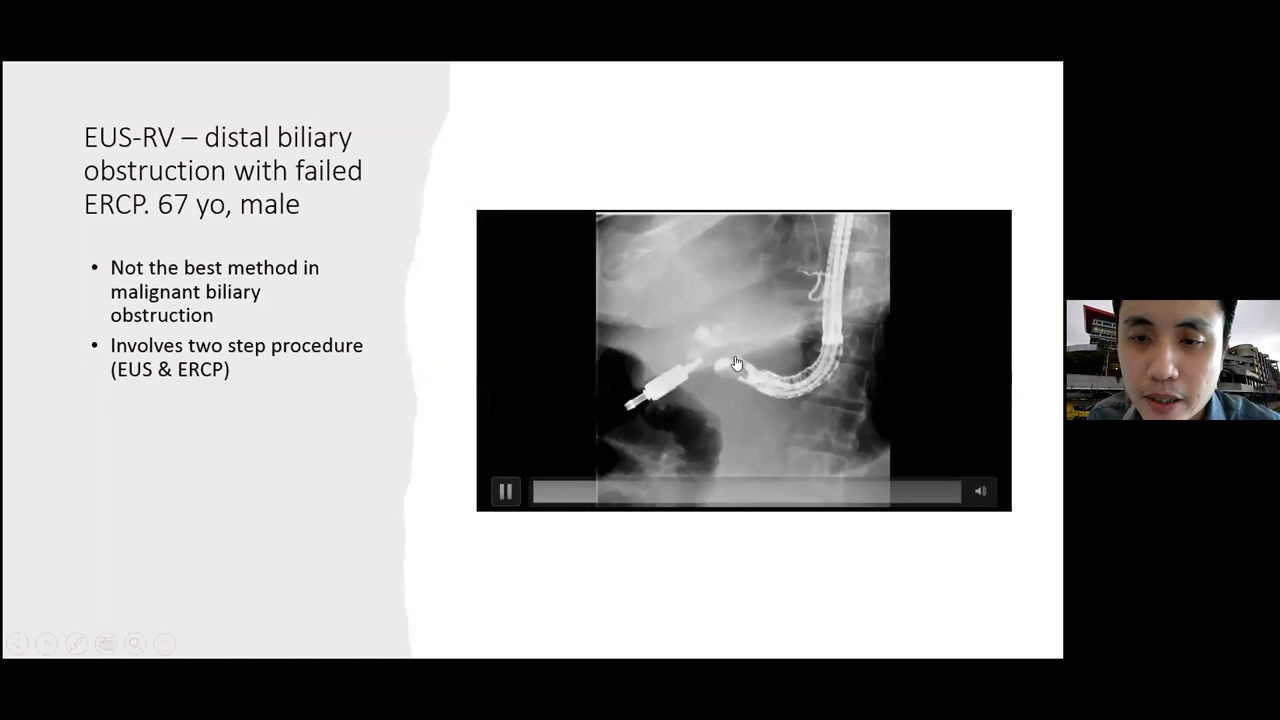 EUS-RV – distal biliary
obstruction with failed
ERCP. 67 yo, male
• Not the best method in
malignant biliary
obstruction
• Involves two step procedure
(EUS & ERCP)